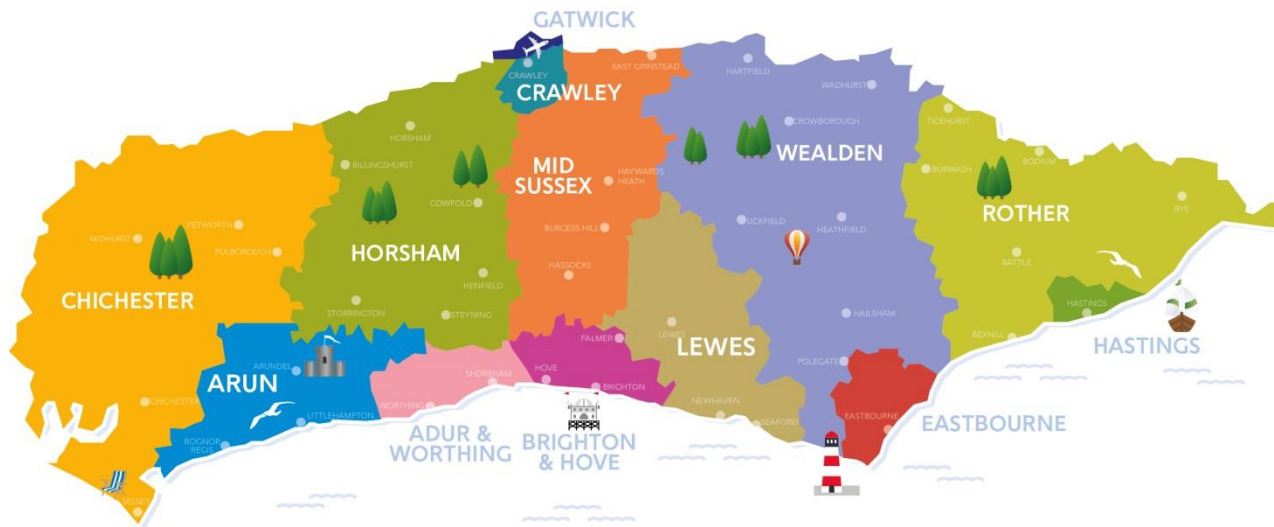 GATWICK
CRAWLEY
CRAWLEY
EAST GRINSTEAD
HARTFIELD
WADHURST
HORSHAM
CROWBOROUGH
TICEHURST
BILLINGSHURST
MID
SUSSEX
HAYWARDS
HEATH
WEALDEN
BURWASH
BODIUM
COWFOLD
ROTHER
RYE
MIDHURST
PETWORTH
PULBOROUGH
HORSHAM
BURGESS HILL
UCKFIELD
HEATHFIELD
BATTLE
CHICHESTER
HENFIELD
HASSOCKS
STORRINGTON
STEYNING
LEWES
HAILSHAM
HASTINGS
BEXHILL
HASTINGS
PALMER
LEWES
POLEGATE
ARUNDEL
ARUN
SHOREHAM
HOVE
BRIGHTON
CHICHESTER
WORTHING
LITTLEHAMPTON
NEWHAVEN
SEAFORD
EASTBOURNE
EASTBOURNE
BOGNOR
REGIS
ADUR &
WORTHING
BRIGHTON
& HOVE
SELSEY